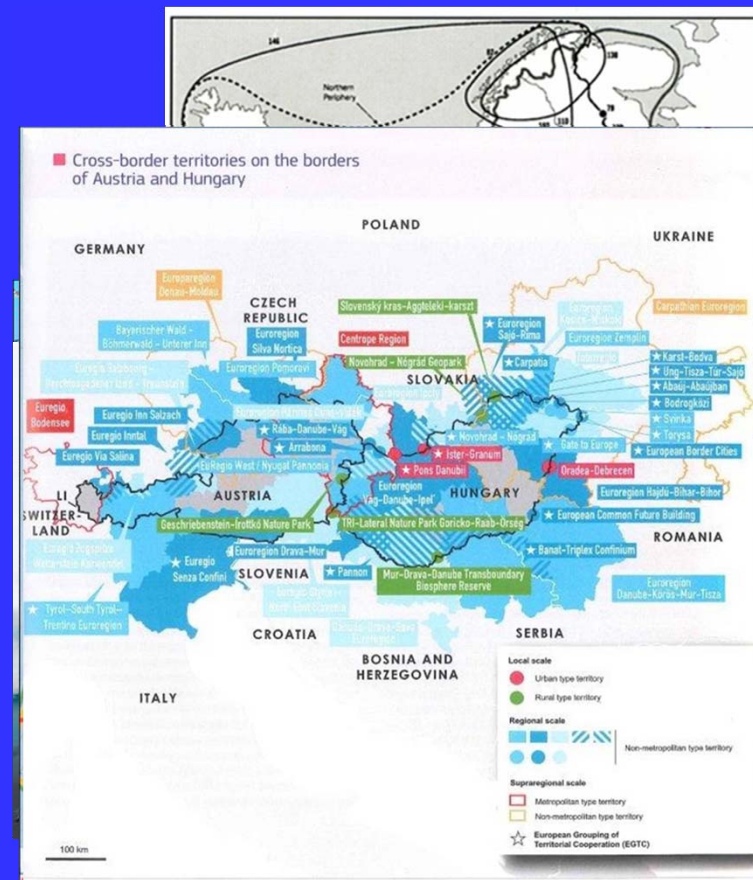 146
Northern
Periphery
138
79
Cross-border territories on the borders
of Austria and Hungary
POLAND
UKRAINE
GERMANY
Europaregion
Donau-Moldau
CZECH
REPUBLIC
Slovenský kras-Aggteleki-karszt
Carpathian Euroregion
Bayerischer Wald –
Böhmerwald – Unterer Inn
Euroregion
Silva Nortica
Centrope Region
★ Euroregion
Sajó-Rima
Euroregion Zemplín
Euroregion Pomoraví
Novohrad – Nógrád Geopark
★ Carpatia
★ Karst-Bodva
★ Ung-Tisza-Túr-Sajó
★ Abaúj-Abaújban
★ Bodrogközi
★ Svinka
★ Torysa
★ European Border Cities
SLOVAKIA
Euregio,
Bodensee
Euregio Inn Salzach
Euregio Inntal
Euregio Via Salina
★ Rába-Danube-Vág
★ Arrabona
EuRegio West / Nyugat Pannonia
★ Novohrad – Nógrád
★ Ister-Granum
★ Pons Danubii
Gate to Europe
Oradea-Debrecen
Euroregion
Vág-Danube-Ipel'
Euroregion Hajdú-Bihar-Bihor
LI
SWITZER-
LAND
AUSTRIA
HUNGARY
Geschriebenstein-Irottkő Nature Park
TRI-Lateral Nature Park Goricko-Raab-Orség
★ European Common Future Building
ROMANIA
★ Euregio
Senza Confini
Euroregion Drava-Mur
★ Banat-Triplex Confinium
SLOVENIA
★ Pannon
Mur-Drava-Danube Transboundary
Biosphere Reserve
Euroregion
Danube-Körös-Mur-Tisza
★ Tyrol–South Tyrol–
Trentino Euroregion
CROATIA
SERBIA
BOSNIA AND
HERZEGOVINA
ITALY
Local scale
Urban type territory
Rural type territory
Regional scale
Non-metropolitan type territory
Supraregional scale
Metropolitan type territory
Non-metropolitan type territory
European Grouping of
Territorial Cooperation (EGTC)
100 km